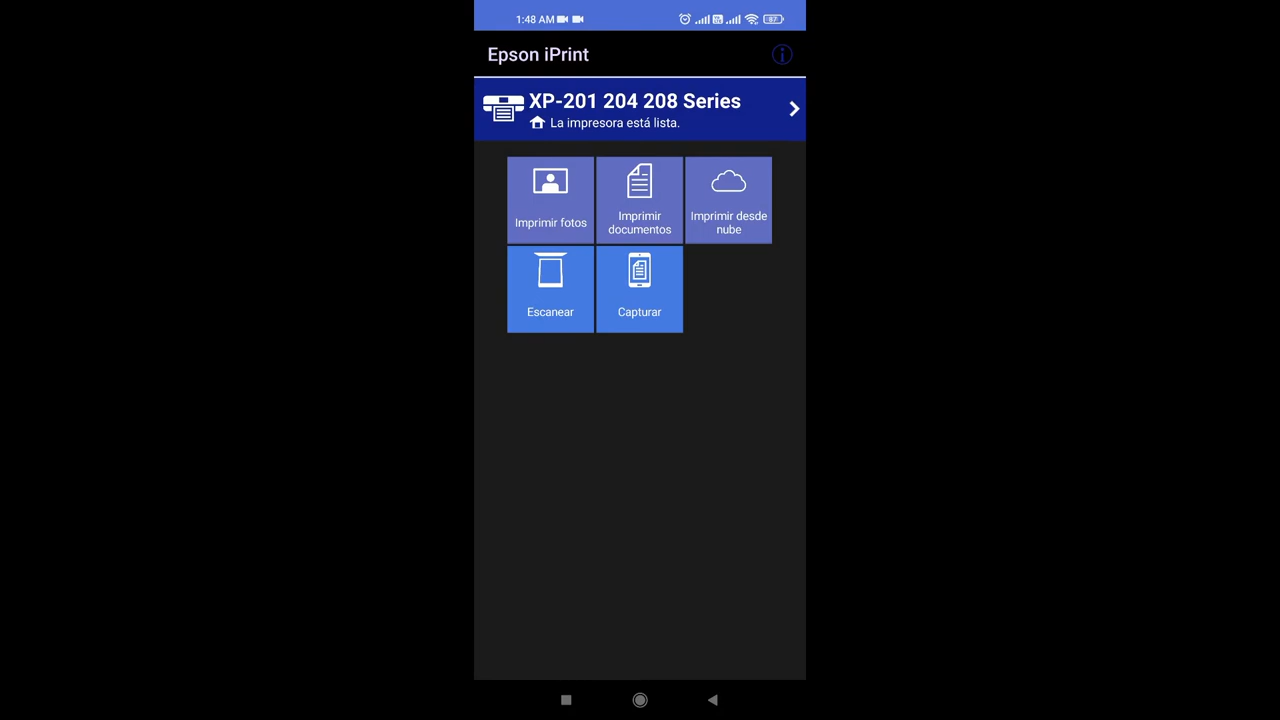 1:48 AM
87
Epson iPrint
XP-201 204 208 Series
La impresora está lista.
Imprimir fotos
Imprimir
documentos
Imprimir desde
nube
Escanear
Capturar